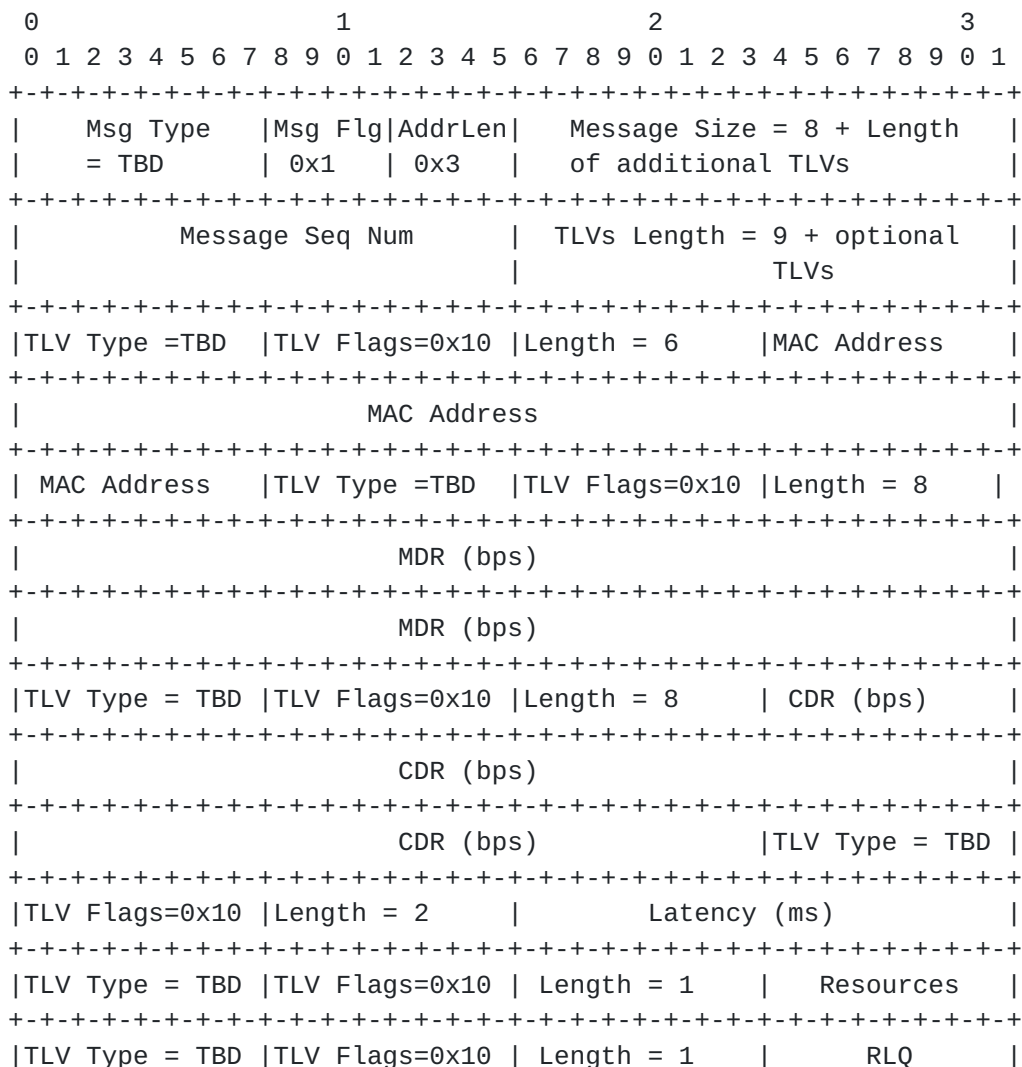 0                   1                   2                   3
 0 1 2 3 4 5 6 7 8 9 0 1 2 3 4 5 6 7 8 9 0 1 2 3 4 5 6 7 8 9 0 1
+-+-+-+-+-+-+-+-+-+-+-+-+-+-+-+-+-+-+-+-+-+-+-+-+-+-+-+-+-+-+-+-+
|    Msg Type   |Msg Flg|AddrLen|   Message Size = 8 + Length   |
|    = TBD      | 0x1   | 0x3   |   of additional TLVs          |
+-+-+-+-+-+-+-+-+-+-+-+-+-+-+-+-+-+-+-+-+-+-+-+-+-+-+-+-+-+-+-+-+
|          Message Seq Num      |  TLVs Length = 9 + optional   |
|                               |                TLVs           |
+-+-+-+-+-+-+-+-+-+-+-+-+-+-+-+-+-+-+-+-+-+-+-+-+-+-+-+-+-+-+-+-+
|TLV Type =TBD  |TLV Flags=0x10 |Length = 6     |MAC Address    |
+-+-+-+-+-+-+-+-+-+-+-+-+-+-+-+-+-+-+-+-+-+-+-+-+-+-+-+-+-+-+-+-+
|                      MAC Address                              |
+-+-+-+-+-+-+-+-+-+-+-+-+-+-+-+-+-+-+-+-+-+-+-+-+-+-+-+-+-+-+-+-+
| MAC Address   |TLV Type =TBD  |TLV Flags=0x10 |Length = 8    |
+-+-+-+-+-+-+-+-+-+-+-+-+-+-+-+-+-+-+-+-+-+-+-+-+-+-+-+-+-+-+-+-+
|                        MDR (bps)                              |
+-+-+-+-+-+-+-+-+-+-+-+-+-+-+-+-+-+-+-+-+-+-+-+-+-+-+-+-+-+-+-+-+
|                        MDR (bps)                              |
+-+-+-+-+-+-+-+-+-+-+-+-+-+-+-+-+-+-+-+-+-+-+-+-+-+-+-+-+-+-+-+-+
|TLV Type = TBD |TLV Flags=0x10 |Length = 8     | CDR (bps)     |
+-+-+-+-+-+-+-+-+-+-+-+-+-+-+-+-+-+-+-+-+-+-+-+-+-+-+-+-+-+-+-+-+
|                        CDR (bps)                              |
+-+-+-+-+-+-+-+-+-+-+-+-+-+-+-+-+-+-+-+-+-+-+-+-+-+-+-+-+-+-+-+-+
|                        CDR (bps)              |TLV Type = TBD |
+-+-+-+-+-+-+-+-+-+-+-+-+-+-+-+-+-+-+-+-+-+-+-+-+-+-+-+-+-+-+-+-+
|TLV Flags=0x10 |Length = 2     |        Latency (ms)           |
+-+-+-+-+-+-+-+-+-+-+-+-+-+-+-+-+-+-+-+-+-+-+-+-+-+-+-+-+-+-+-+-+
|TLV Type = TBD |TLV Flags=0x10 | Length = 1    |   Resources   |
+-+-+-+-+-+-+-+-+-+-+-+-+-+-+-+-+-+-+-+-+-+-+-+-+-+-+-+-+-+-+-+-+
|TLV Type = TBD |TLV Flags=0x10 | Length = 1    |      RLQ      |